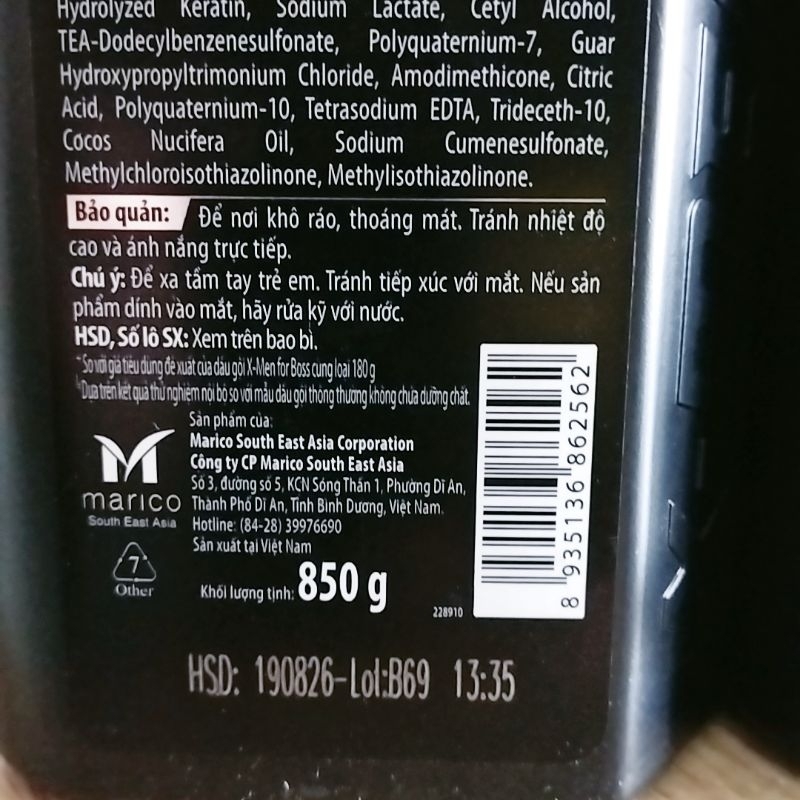 Hydrolyzed Keratin, Sodium Lactate, Cetyl Alcohol,
TEA-Dodecylbenzenesulfonate, Polyquaternium-7, Guar
Hydroxypropyltrimonium Chloride, Amodimethicone, Citric
Acid, Polyquaternium-10, Tetrasodium EDTA, Trideceth-10,
Cocos Nucifera Oil, Sodium Cumenesulfonate,
Methylchloroisothiazolinone, Methylisothiazolinone.
Bảo quản: Để nơi khô ráo, thoáng mát. Tránh nhiệt độ
cao và ánh nắng trực tiếp.
Chú ý: Để xa tầm tay trẻ em. Tránh tiếp xúc với mắt. Nếu sản
phẩm dính vào mắt, hãy rửa kỹ với nước.
HSD, Số lô SX: Xem trên bao bì.
*So với giá tiêu dùng đề xuất của dầu gội X-Men for Boss cùng loại 180 g
Dựa trên kết quả thử nghiệm nội bộ so với mẫu dầu gội thông thường không chứa dưỡng chất.
Sản phẩm của:
Marico South East Asia Corporation
Công ty CP Marico South East Asia
Số 3, đường số 5, KCN Sóng Thần 1, Phường Dĩ An,
Thành Phố Dĩ An, Tỉnh Bình Dương, Việt Nam.
Hotline: (84-28) 39976690
Sản xuất tại Việt Nam
marico
South East Asia
7
Other
Khối lượng tịnh: 850 g
228910
8 935136 862562
HSD: 190826-Lot:B69 13:35